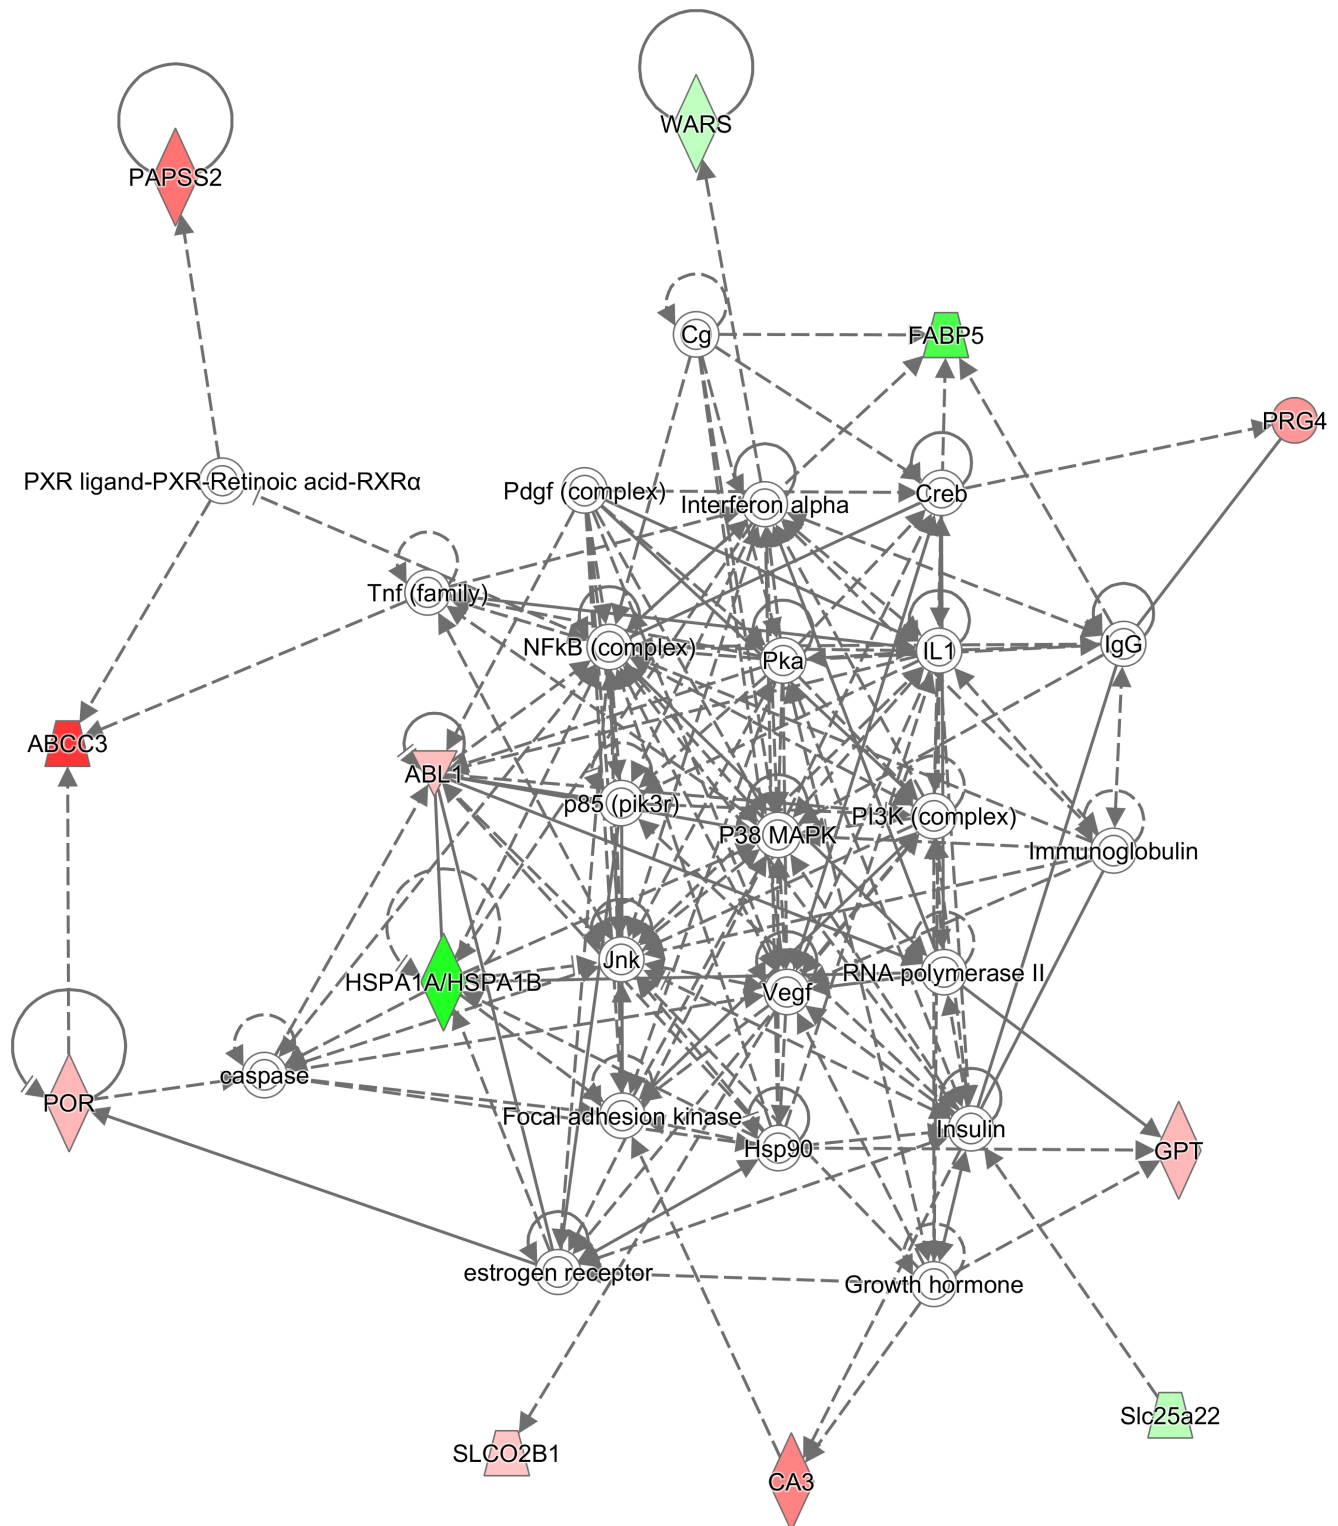 WARS
PAPSS2
Cg
FABP5
PRG4
PXR ligand-PXR-Retinoic acid-RXRα
Pdgf (complex)
Interferon alpha
Creb
Tnf (family)
NFkB (complex)
Pka
IL1
IgG
ABCC3
ABL1
p85 (pik3r)
P38 MAPK
PI3K (complex)
Immunoglobulin
HSPA1A/HSPA1B
Jnk
Vegf
RNA polymerase II
caspase
POR
Focal adhesion kinase
Hsp90
Insulin
GPT
estrogen receptor
Growth hormone
Slc25a22
SLCO2B1
CA3